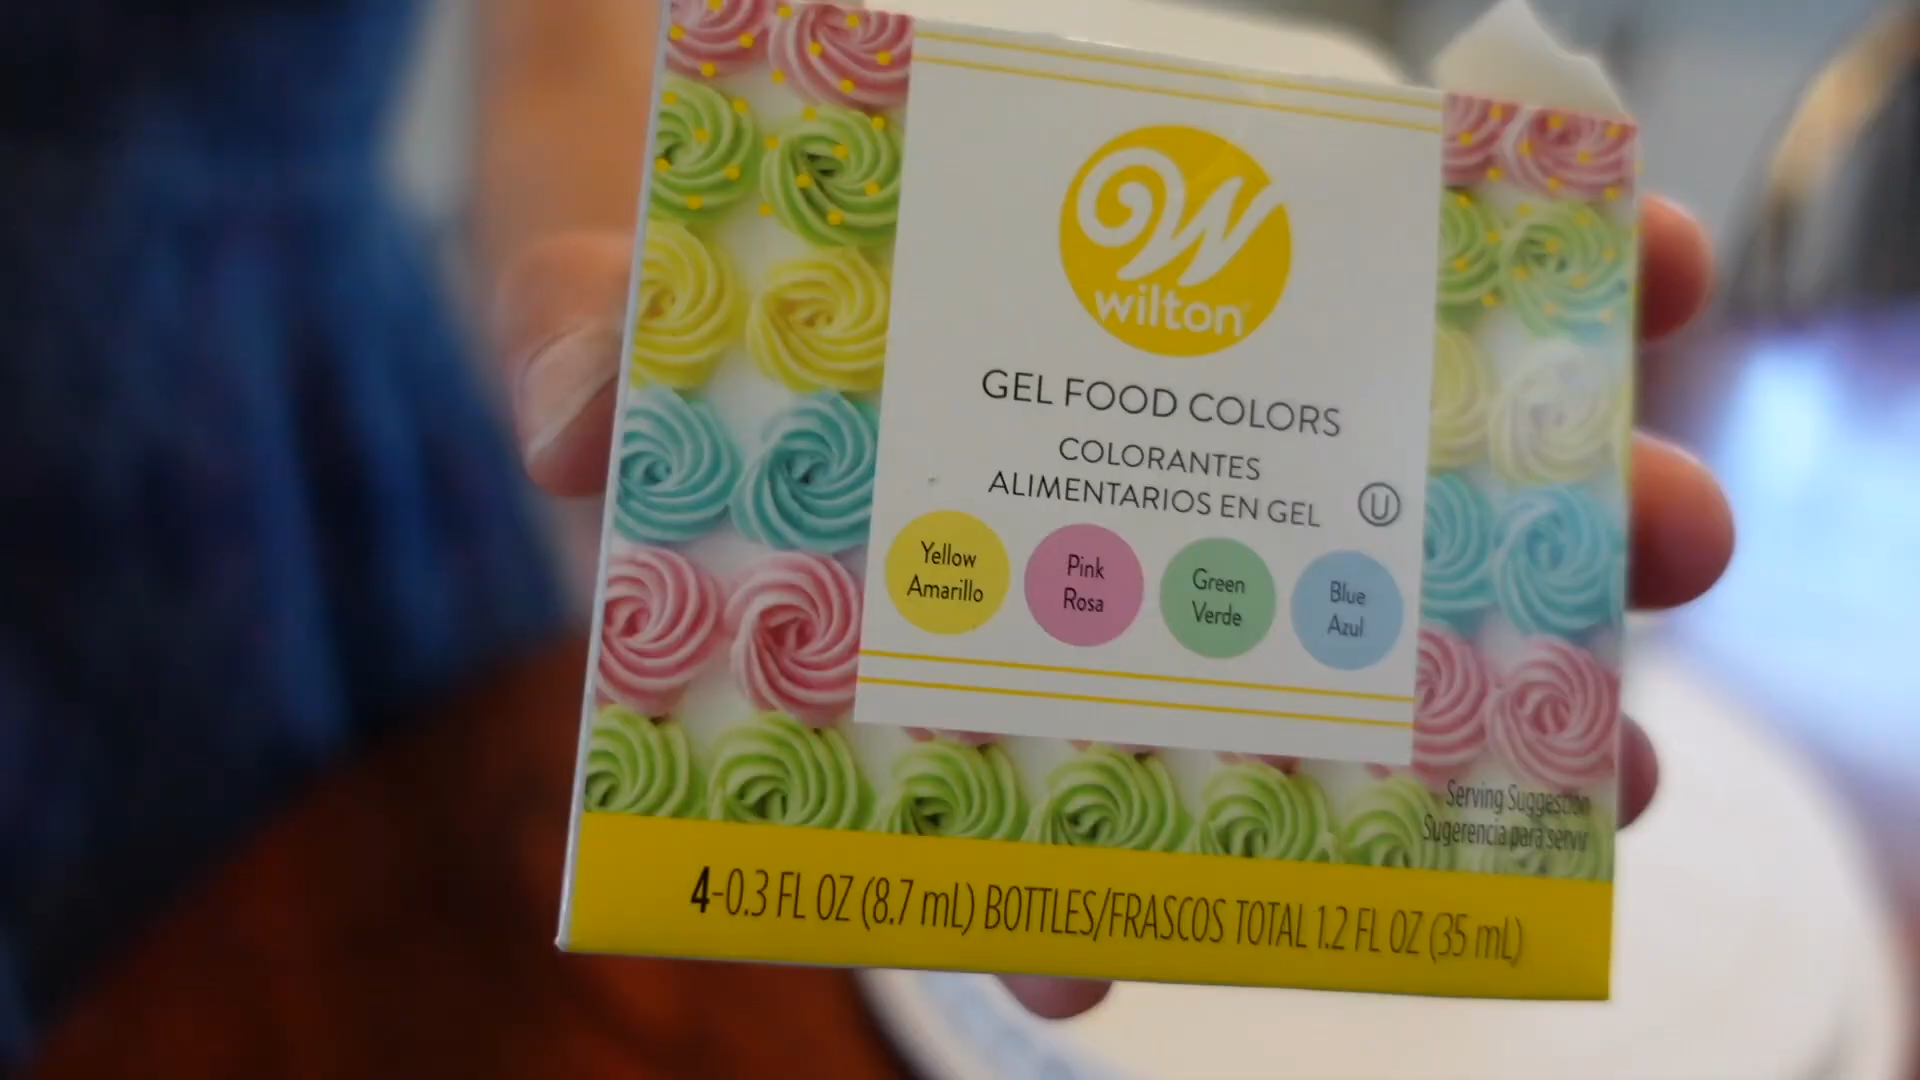 W
wilton
GEL FOOD COLORS
COLORANTES
ALIMENTARIOS EN GEL
U
Yellow
Amarillo
Pink
Rosa
Green
Verde
Blue
Azul
Serving Suggestion
Sugerencia para servir
4-0.3 FL OZ (8.7 mL) BOTTLES/FRASCOS TOTAL 1.2 FL OZ (35 mL)